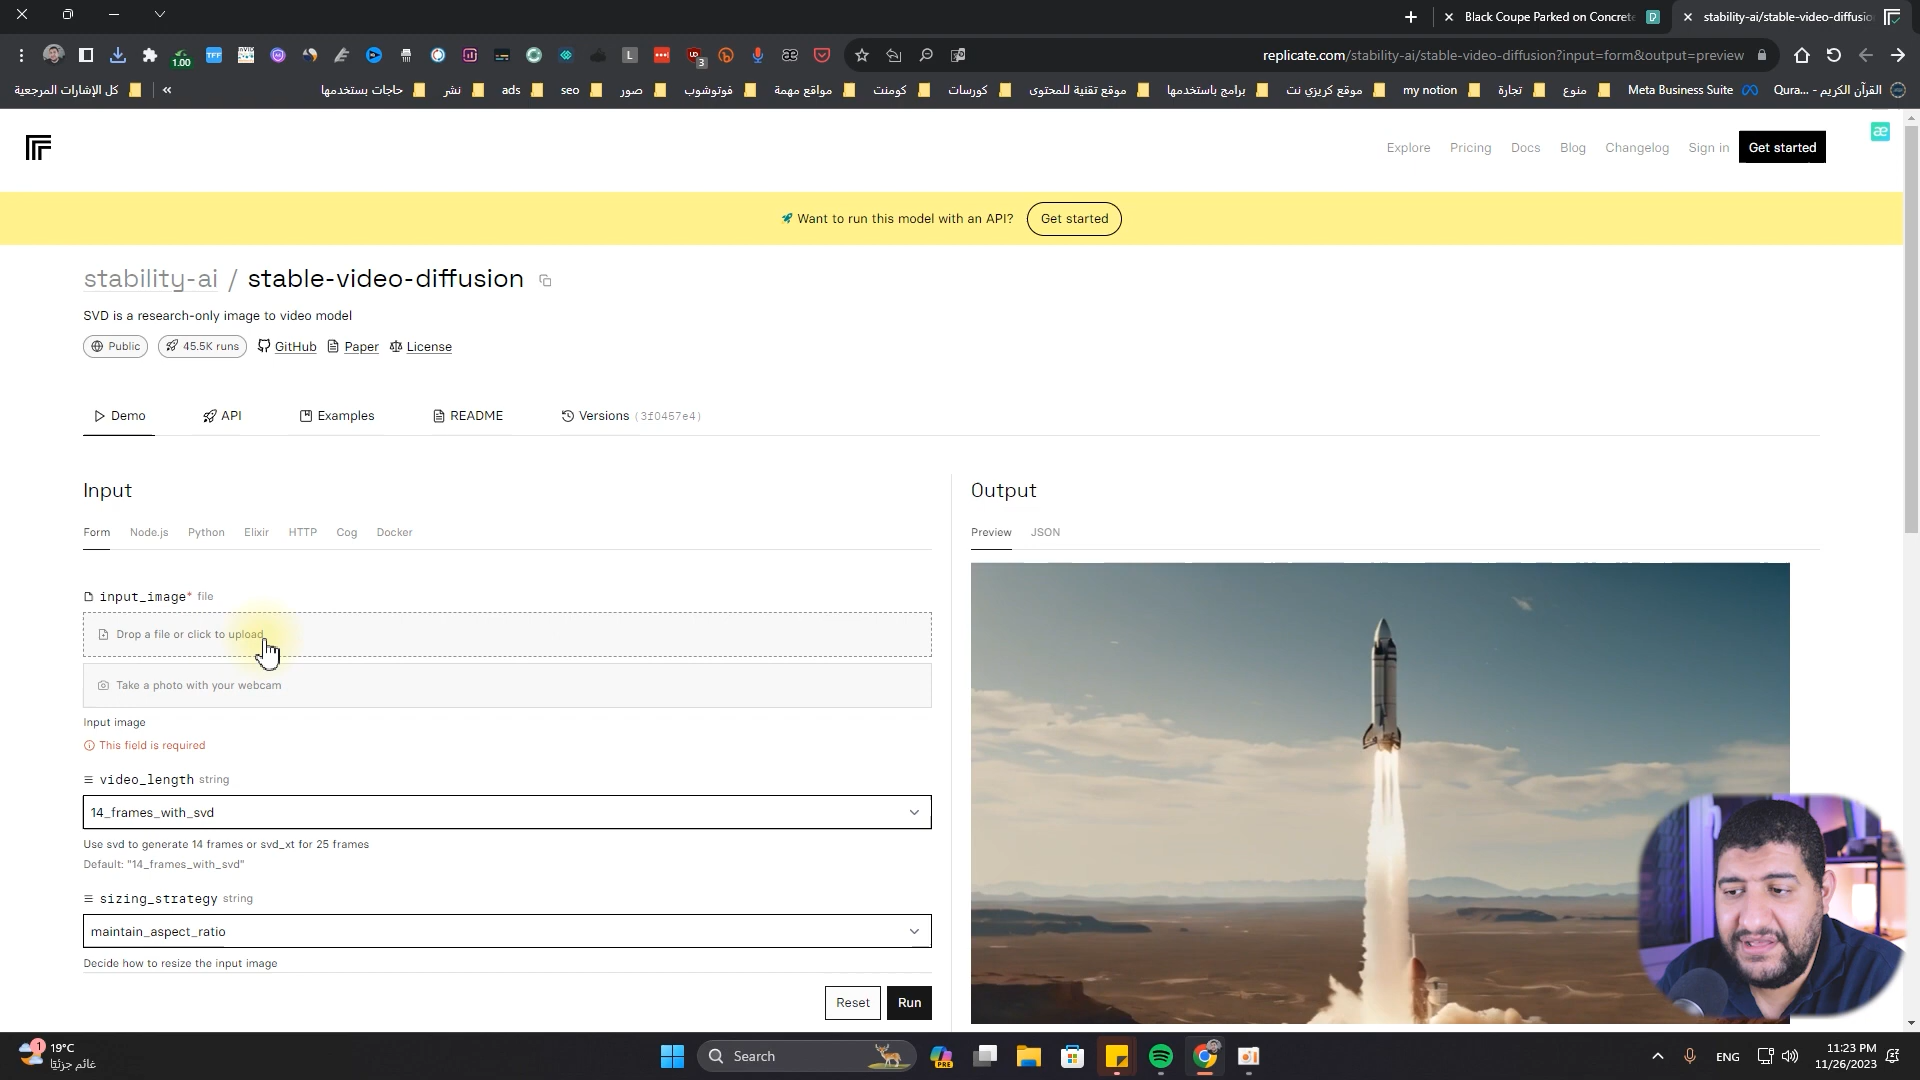 Black Coupe Parked on Concrete
stability-ai/stable-video-diffusio
1.00
3
replicate.com/stability-ai/stable-video-diffusion?input=form&output=preview
كل الإشارات المرجعية
«
حاجات بستخدمها
نشر
ads
seo
صور
فوتوشوب
مواقع مهمة
كومنت
كورسات
موقع تقنية للمحتوى
برامج باستخدمها
موقع كريزي نت
my notion
تجارة
منوع
Meta Business Suite
القرآن الكريم - ...Qura
Explore
Pricing
Docs
Blog
Changelog
Sign in
Get started
æ
Want to run this model with an API?
Get started
stability-ai / stable-video-diffusion
SVD is a research-only image to video model
Public
45.5K runs
GitHub
Paper
License
Demo
API
Examples
README
Versions (3f0457e4)
Input
Form
Node.js
Python
Elixir
HTTP
Cog
Docker
input_image* file
Drop a file or click to upload
Take a photo with your webcam
Input image
This field is required
video_length string
14_frames_with_svd
Use svd to generate 14 frames or svd_xt for 25 frames
Default: "14_frames_with_svd"
sizing_strategy string
maintain_aspect_ratio
Decide how to resize the input image
Reset
Run
Output
Preview
JSON
1
19°C
غائم جزئيًا
Search
PRE
ENG
11:23 PM
11/26/2023